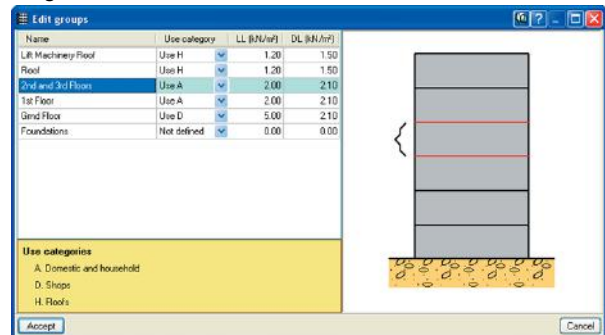 Edit groups
Name Use category LL (kN/m²) DL (kN/m²)
Lift Machinery Roof Use H 1.20 1.50
Roof Use H 1.20 1.50
2nd and 3rd Floors Use A 2.00 2.10
1st Floor Use A 2.00 2.10
Grnd Floor Use D 5.00 2.10
Foundations Not defined 0.00 0.00
Use categories
A. Domestic and household
D. Shops
H. Roofs
Accept Cancel